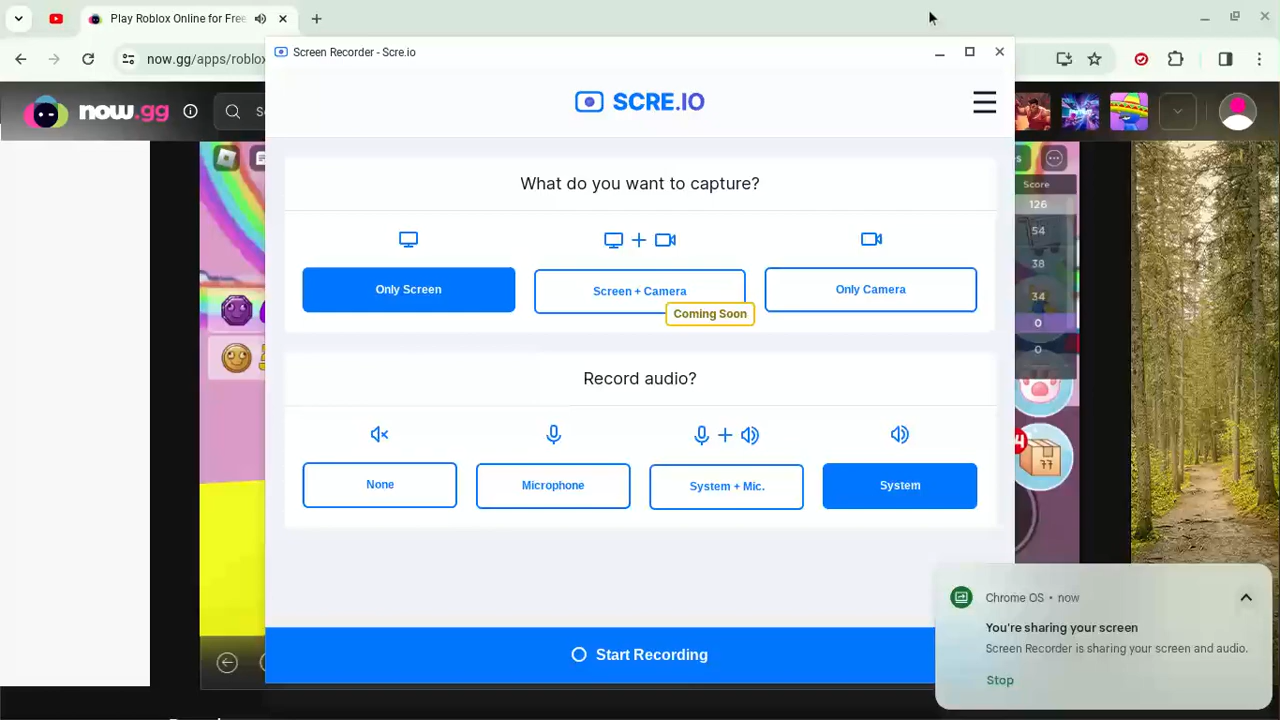 Play Roblox Online for Free
now.gg/apps/roblox
Screen Recorder - Scre.io
now.gg
SCRE.IO
What do you want to capture?
Only Screen
Screen + Camera
Only Camera
Coming Soon
Record audio?
None
Microphone
System + Mic.
System
Start Recording
Score
126
54
38
34
0
0
Chrome OS • now
You're sharing your screen
Screen Recorder is sharing your screen and audio.
Stop